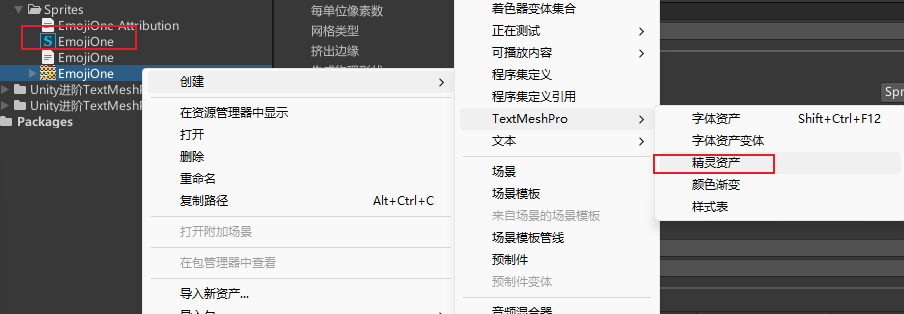 Sprites
EmojiOne Attribution
EmojiOne
EmojiOne
EmojiOne
Unity进阶TextMeshP
Unity进阶TextMeshP
Packages
每单位像素数
网格类型
挤出边缘
生成物理形状
创建
在资源管理器中显示
打开
删除
重命名
复制路径 Alt+Ctrl+C
打开附加场景
在包管理器中查看
导入新资产...
导入包
着色器变体集合
正在测试
可播放内容
程序集定义
程序集定义引用
TextMeshPro
文本
场景
场景模板
来自场景的场景模板
场景模板管线
预制件
预制件变体
音频混合器
Spr
字体资产 Shift+Ctrl+F12
字体资产变体
精灵资产
颜色渐变
样式表